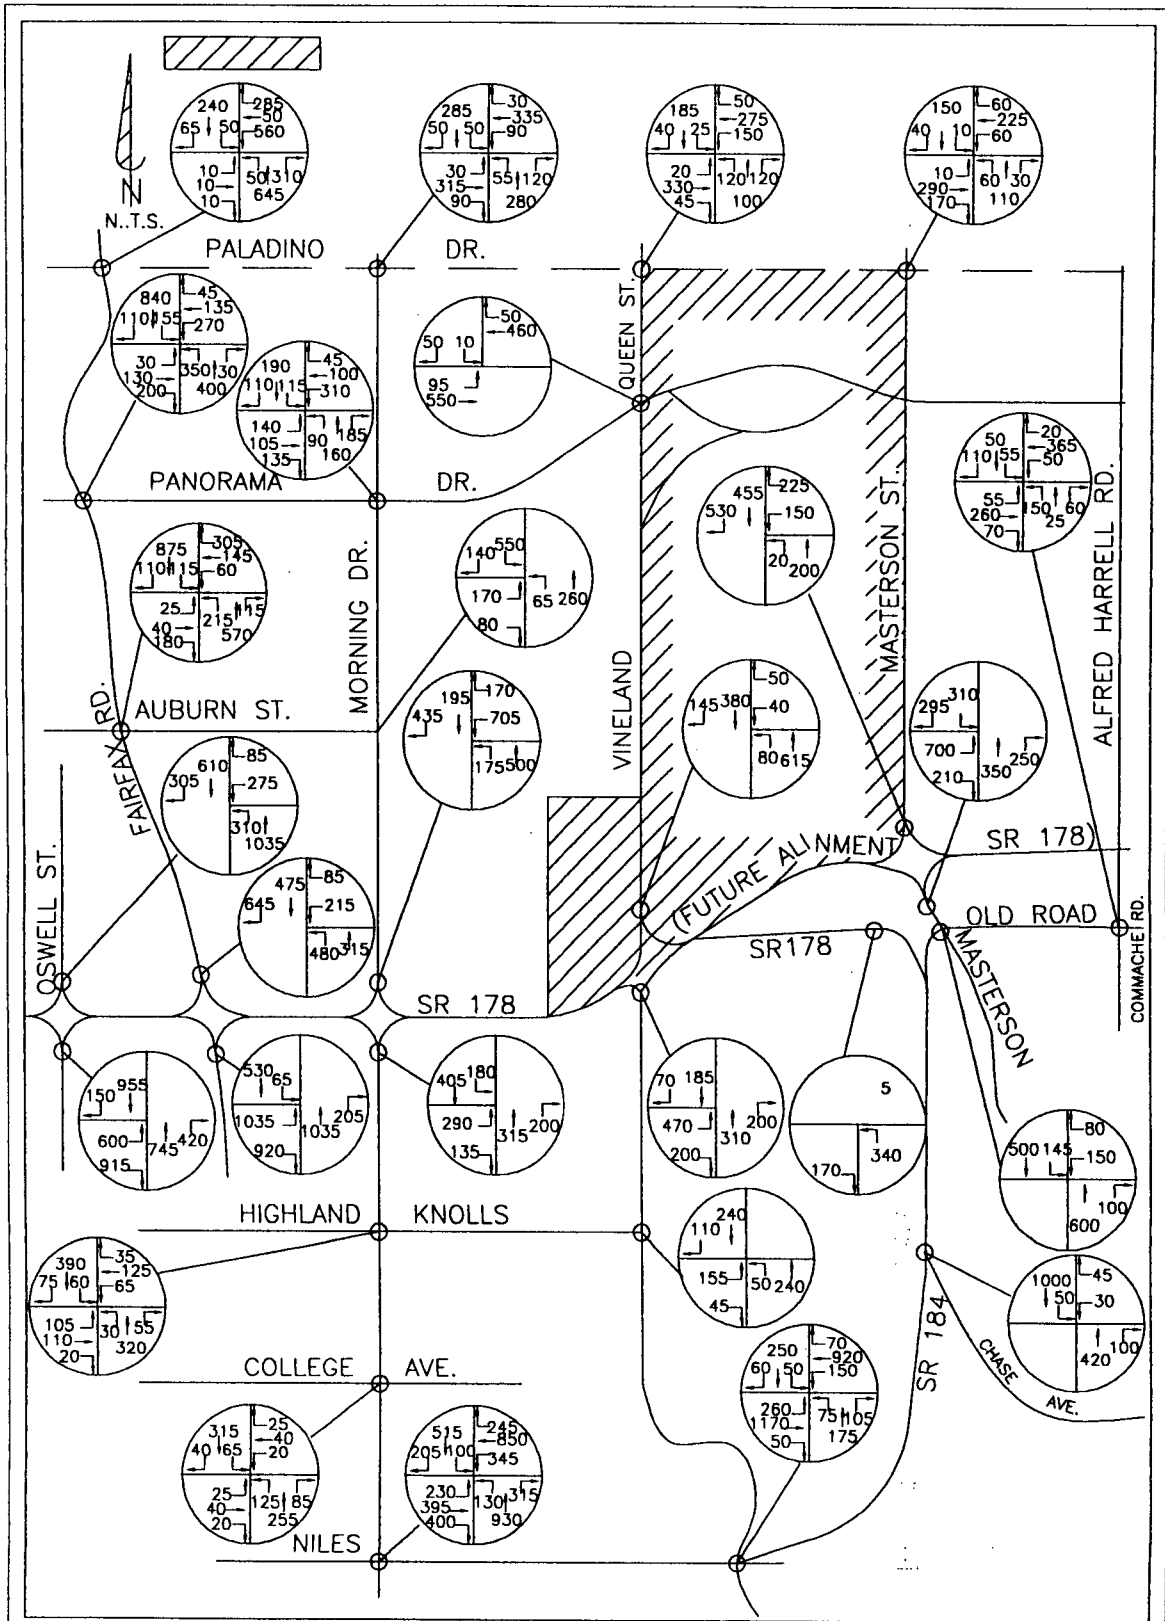 N
N..T.S.
240 285
65 50 50
560
10 50 310
10 645
10
285 30
50 50 335
90
30 55 120
315 280
90
185 50
40 25 275
150
20 120 120
330 100
45
150 60
40 10 225
60
10 60 30
290 110
170
PALADINO DR.
840 45
110 155 135
270
30 350 30
130 400
200
190 45
110 115 100
310
140 90 185
105 160
135
50
50 10 460
95
550
QUEEN ST.
50 20
110 55 365
50
55 50 60
260 25
70
PANORAMA DR.
455 225
530 150
20 200
MASTERSON ST.
ALFRED HARRELL RD.
875 305
110 115 145
60
25 215 115
40 570
180
140 550
170 65 260
80
MORNING DR.
VINELAND
AUBURN ST.
FAIRFAX RD.
195 170
435 705
175 500
145 380 50
40
80 615
295 310
700 250
210 350
610 85
305 275
310 1035
SR 178)
(FUTURE ALINMENT
OSWELL ST.
475 85
645 215
480 315
OLD ROAD
SR178
MASTERSON
COMMACHE RD.
SR 178
150 955
600 745 420
915
530 65
1035 205
920 1035
405 180
290 315 200
135
70 185
470 310 200
200
5
170 340
500 145 80
150
100
600
HIGHLAND KNOLLS
110 240
155 50 240
45
390 35
75 60 125
65
105 30 55
110 320
20
1000 45
50 30
420 100
SR 184
CHASE AVE.
COLLEGE AVE.
250 70
60 50 920
150
260 75 105
1170 175
50
315 25
40 65 40
20
25 125 85
40 255
20
515 245
205 100 850
345
230 130 315
395 930
400
NILES